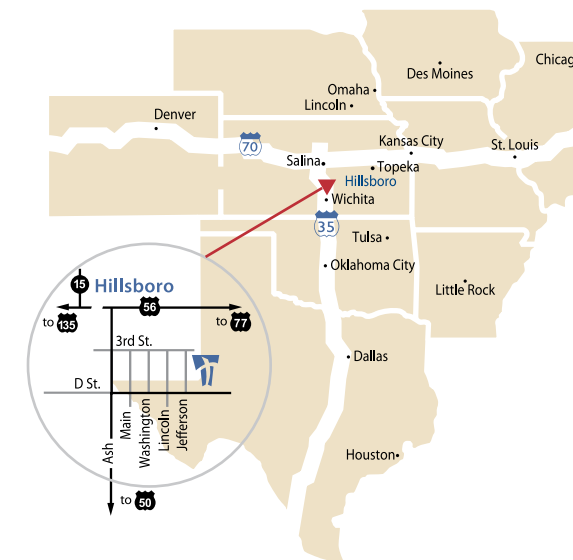 Chicag
Des Moines
Omaha
Lincoln
Denver
Kansas City
St. Louis
70
Salina
Topeka
Hillsboro
Wichita
35
Tulsa
Oklahoma City
Little Rock
Dallas
Houston
15
Hillsboro
56
to 135
to 77
3rd St.
D St.
Ash
Main
Washington
Lincoln
Jefferson
to 50